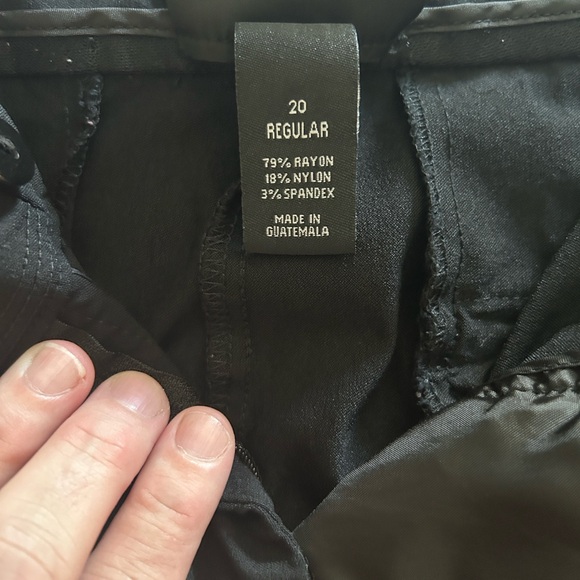 20
REGULAR
79% RAYON
18% NYLON
3% SPANDEX
MADE IN
GUATEMALA